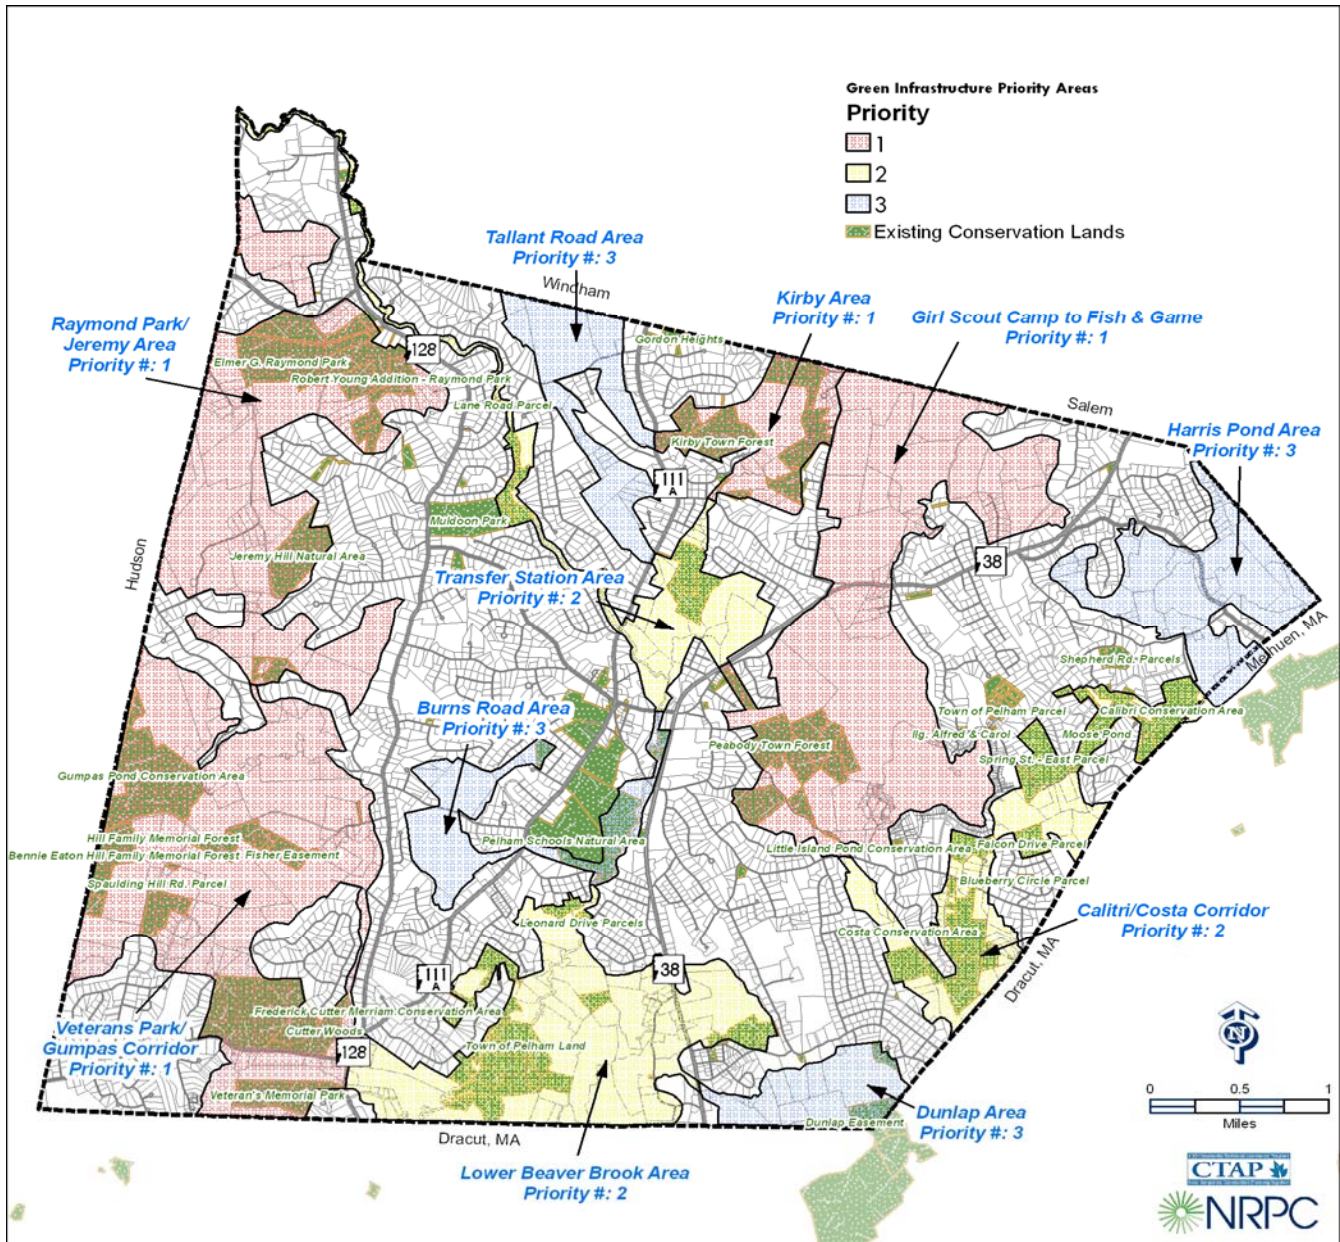 Green Infrastructure Priority Areas
Priority
1
2
3
Existing Conservation Lands
Tallant Road Area
Priority #: 3
Windham
Kirby Area
Priority #: 1
Girl Scout Camp to Fish & Game
Priority #: 1
Raymond Park/
Jeremy Area
Priority #: 1
Gordon Heights
128
Elmer G. Raymond Park
Robert Young Addition - Raymond Park
Lane Road Parcel
Salem
Harris Pond Area
Priority #: 3
Kirby Town Forest
111
A
Muldoon Park
Jeremy Hill Natural Area
Hudson
38
Transfer Station Area
Priority #: 2
Methuen, MA
Shepherd Rd. Parcels
Burns Road Area
Priority #: 3
Town of Pelham Parcel
Calibri Conservation Area
Ilg. Alfred & Carol
Moose Pond
Peabody Town Forest
Spring St. - East Parcel
Gumpas Pond Conservation Area
Hill Family Memorial Forest
Bennie Eaton Hill Family Memorial Forest
Fisher Easement
Pelham Schools Natural Area
Little Island Pond Conservation Area
Falcon Drive Parcel
Spaulding Hill Rd. Parcel
Blueberry Circle Parcel
Calitri/Costa Corridor
Priority #: 2
Leonard Drive Parcels
Costa Conservation Area
38
111
A
Dracut, MA
Frederick Cutter Merriam Conservation Area
Cutter Woods
Veterans Park/
Gumpas Corridor
Priority #: 1
128
Town of Pelham Land
N
Veteran's Memorial Park
0 0.5 1
Miles
Dunlap Area
Priority #: 3
Dunlap Easement
Dracut, MA
Lower Beaver Brook Area
Priority #: 2
CTAP
NRPC